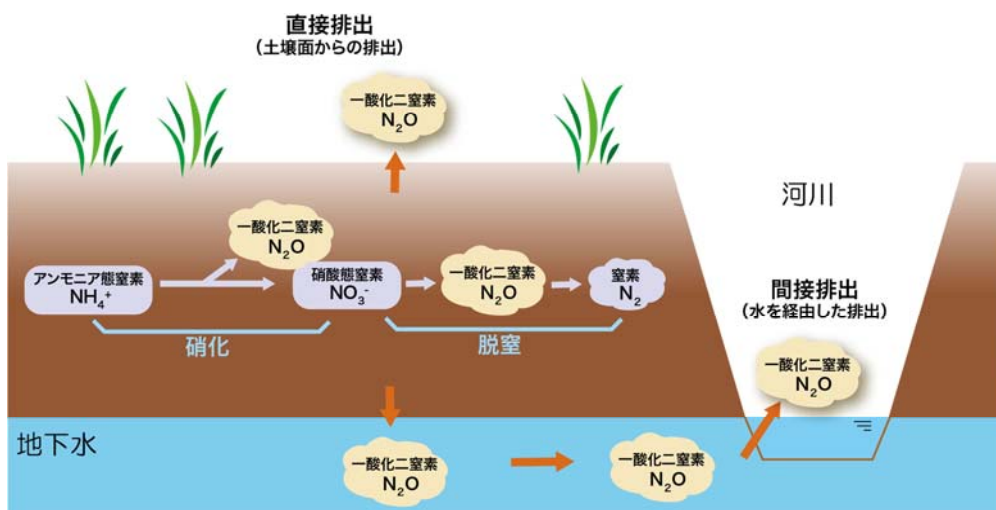 直接排出
(土壌面からの排出)
一酸化二窒素
N₂O
河川
一酸化二窒素
N₂O
アンモニア態窒素
NH₄⁺
硝酸態窒素
NO₃⁻
一酸化二窒素
N₂O
窒素
N₂
硝化
脱窒
間接排出
(水を経由した排出)
一酸化二窒素
N₂O
地下水
一酸化二窒素
N₂O
一酸化二窒素
N₂O